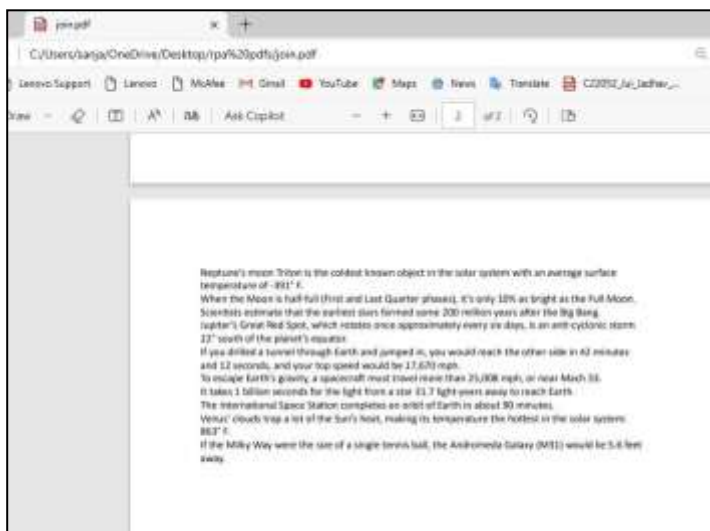 join.pdf
C:/Users/sanja/OneDrive/Desktop/rpa%20pdfs/join.pdf
Lenovo Support Lenovo McAfee Gmail YouTube Maps News Translate
Draw Ask Copilot 2 of 2
Neptune's moon Triton is the coldest known object in the solar system with an average surface
temperature of -391° F.
When the Moon is half-full (First and Last Quarter phases), it's only 10% as bright as the Full Moon.
Scientists estimate that the earliest stars formed some 200 million years after the Big Bang.
Jupiter's Great Red Spot, which rotates once approximately every six days, is an anti-cyclonic storm
22° south of the planet's equator.
If you drilled a tunnel through Earth and jumped in, you would reach the other side in 42 minutes
and 12 seconds, and your top speed would be 17,670 mph.
To escape Earth's gravity, a spacecraft must travel more than 25,008 mph, or near Mach 33.
It takes 1 billion seconds for the light from a star 31.7 light-years away to reach Earth.
The International Space Station completes an orbit of Earth in about 90 minutes.
Venus' clouds trap a lot of the Sun's heat, making its temperature the hottest in the solar system:
863° F.
If the Milky Way were the size of a single tennis ball, the Andromeda Galaxy (M31) would be 5.6 feet
away.